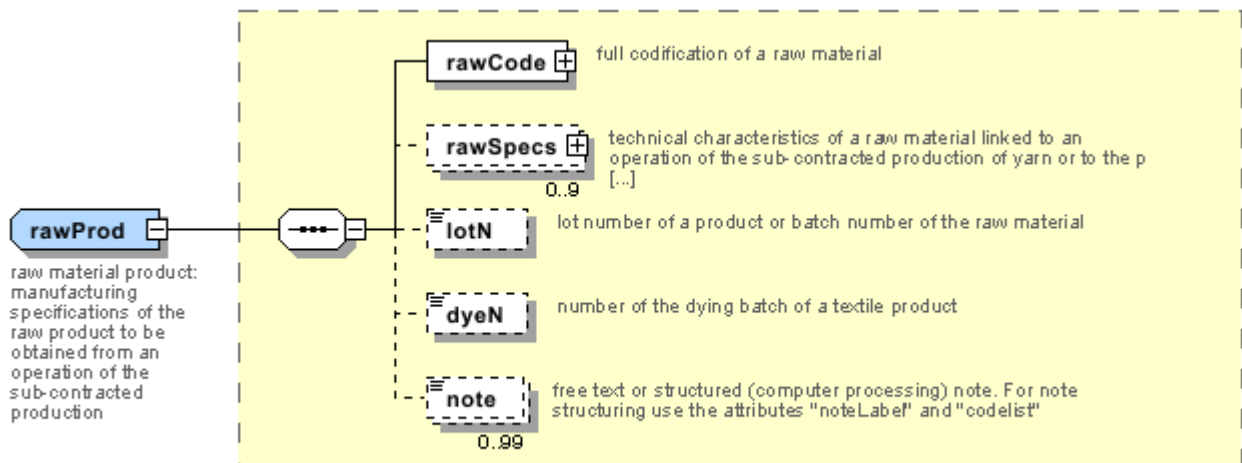 rawCode
full codification of a raw material
rawSpecs
technical characteristics of a raw material linked to an
operation of the sub-contracted production of yarn or to the p
[...]
0..9
rawProd
raw material product:
manufacturing
specifications of the
raw product to be
obtained from an
operation of the
sub-contracted
production
lotN
lot number of a product or batch number of the raw material
dyeN
number of the dying batch of a textile product
note
free text or structured (computer processing) note. For note
structuring use the attributes "noteLabel" and "codelist"
0..99